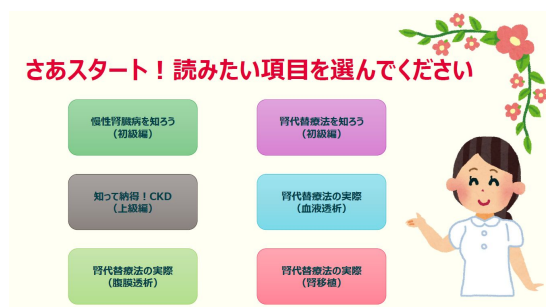 さあスタート！読みたい項目を選んでください
慢性腎臓病を知ろう
（初級編）
腎代替療法を知ろう
（初級編）
知って納得！CKD
（上級編）
腎代替療法の実際
（血液透析）
腎代替療法の実際
（腹膜透析）
腎代替療法の実際
（腎移植）